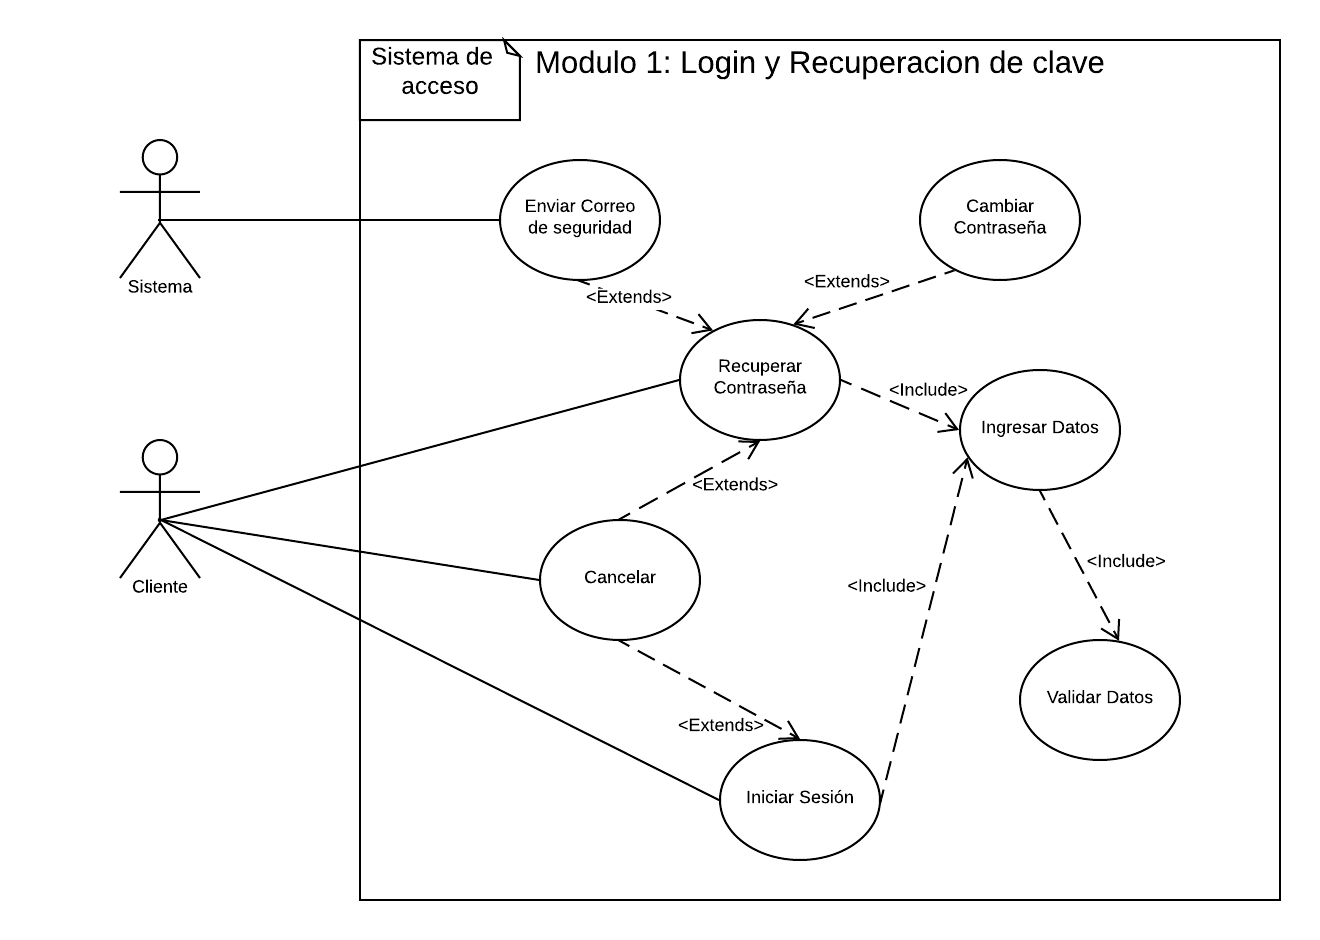 Sistema de
acceso
Modulo 1: Login y Recuperacion de clave
Enviar Correo
de seguridad
Cambiar
Contraseña
Sistema
<Extends>
<Extends>
Recuperar
Contraseña
<Include>
Ingresar Datos
<Extends>
Cliente
Cancelar
<Include>
<Include>
<Extends>
Validar Datos
Iniciar Sesión